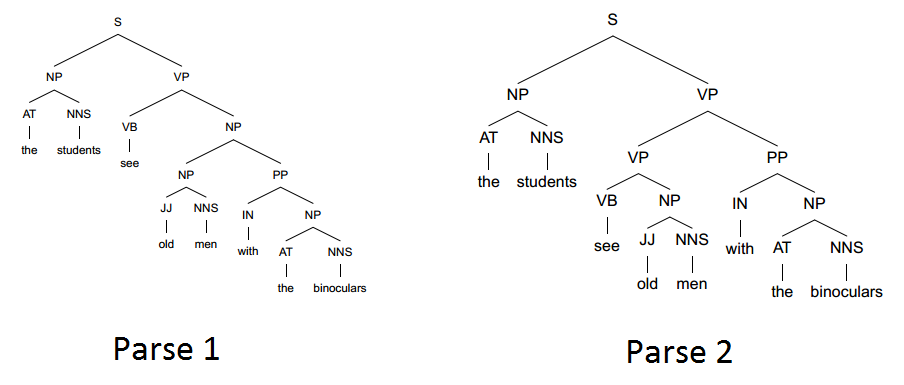 S
NP VP
AT NNS VB NP
the students see NP PP
JJ NNS IN NP
old men with AT NNS
the binoculars
Parse 1
S
NP VP
AT NNS VP PP
the students VB NP IN NP
see JJ NNS with AT NNS
old men the binoculars
Parse 2